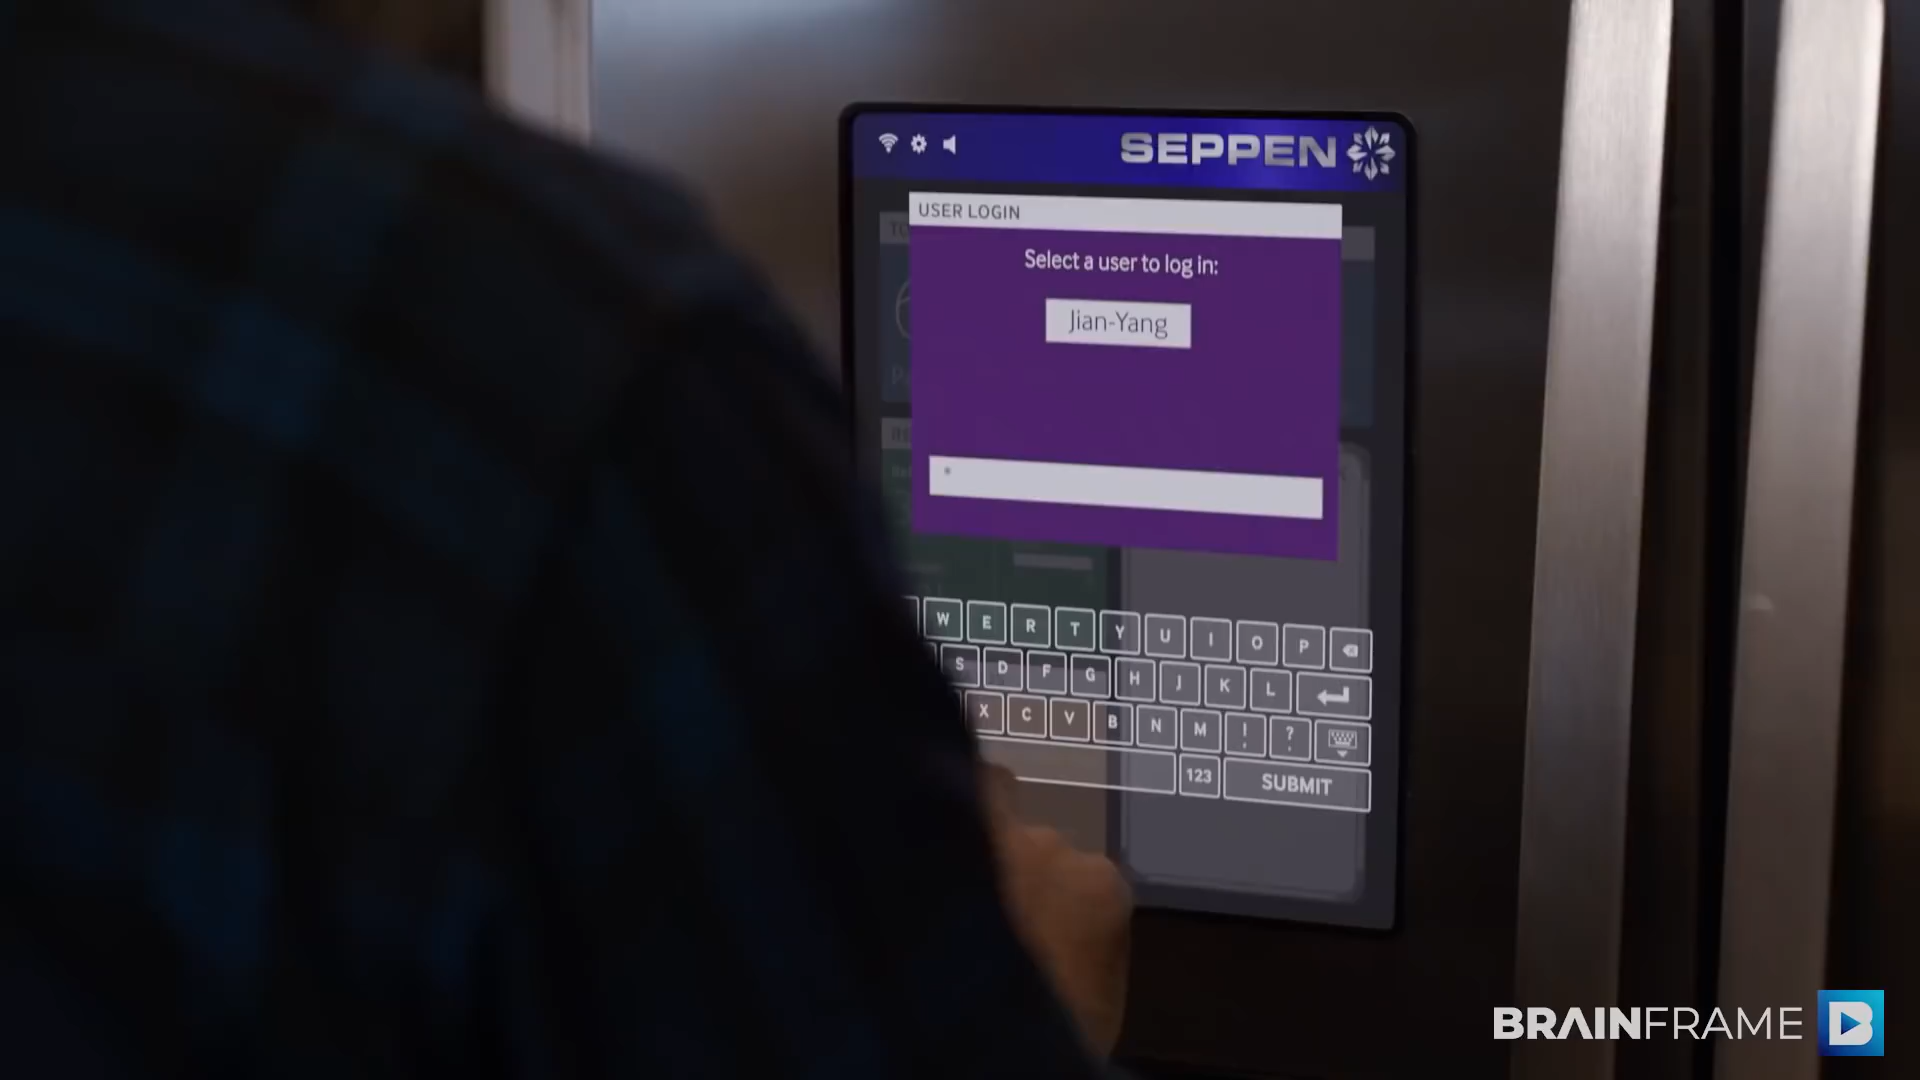 SEPPEN
USER LOGIN
Select a user to log in:
Jian-Yang
*
W E R T Y U I O P
S D F G H J K L
X C V B N M ! ?
123 SUBMIT
BRAINFRAME